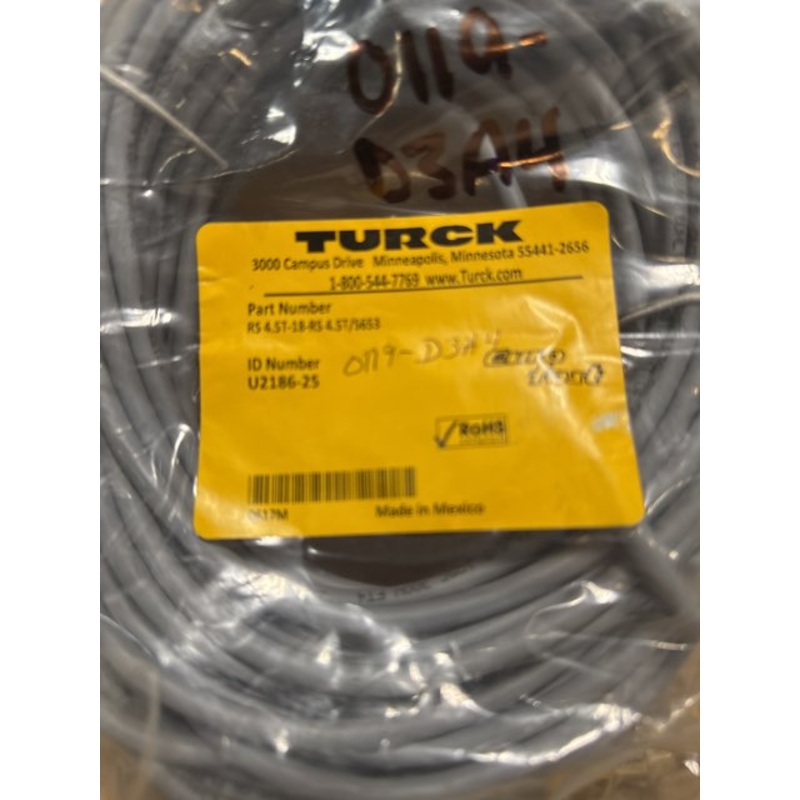 0119-
D3A4
TURCK
3000 Campus Drive Minneapolis, Minnesota 55441-2656
1-800-544-7769 www.Turck.com
Part Number
RS 4.5T-18-RS 4.5T/S653
ID Number
U2186-25
0119-D3A4
RoHS
Made in Mexico